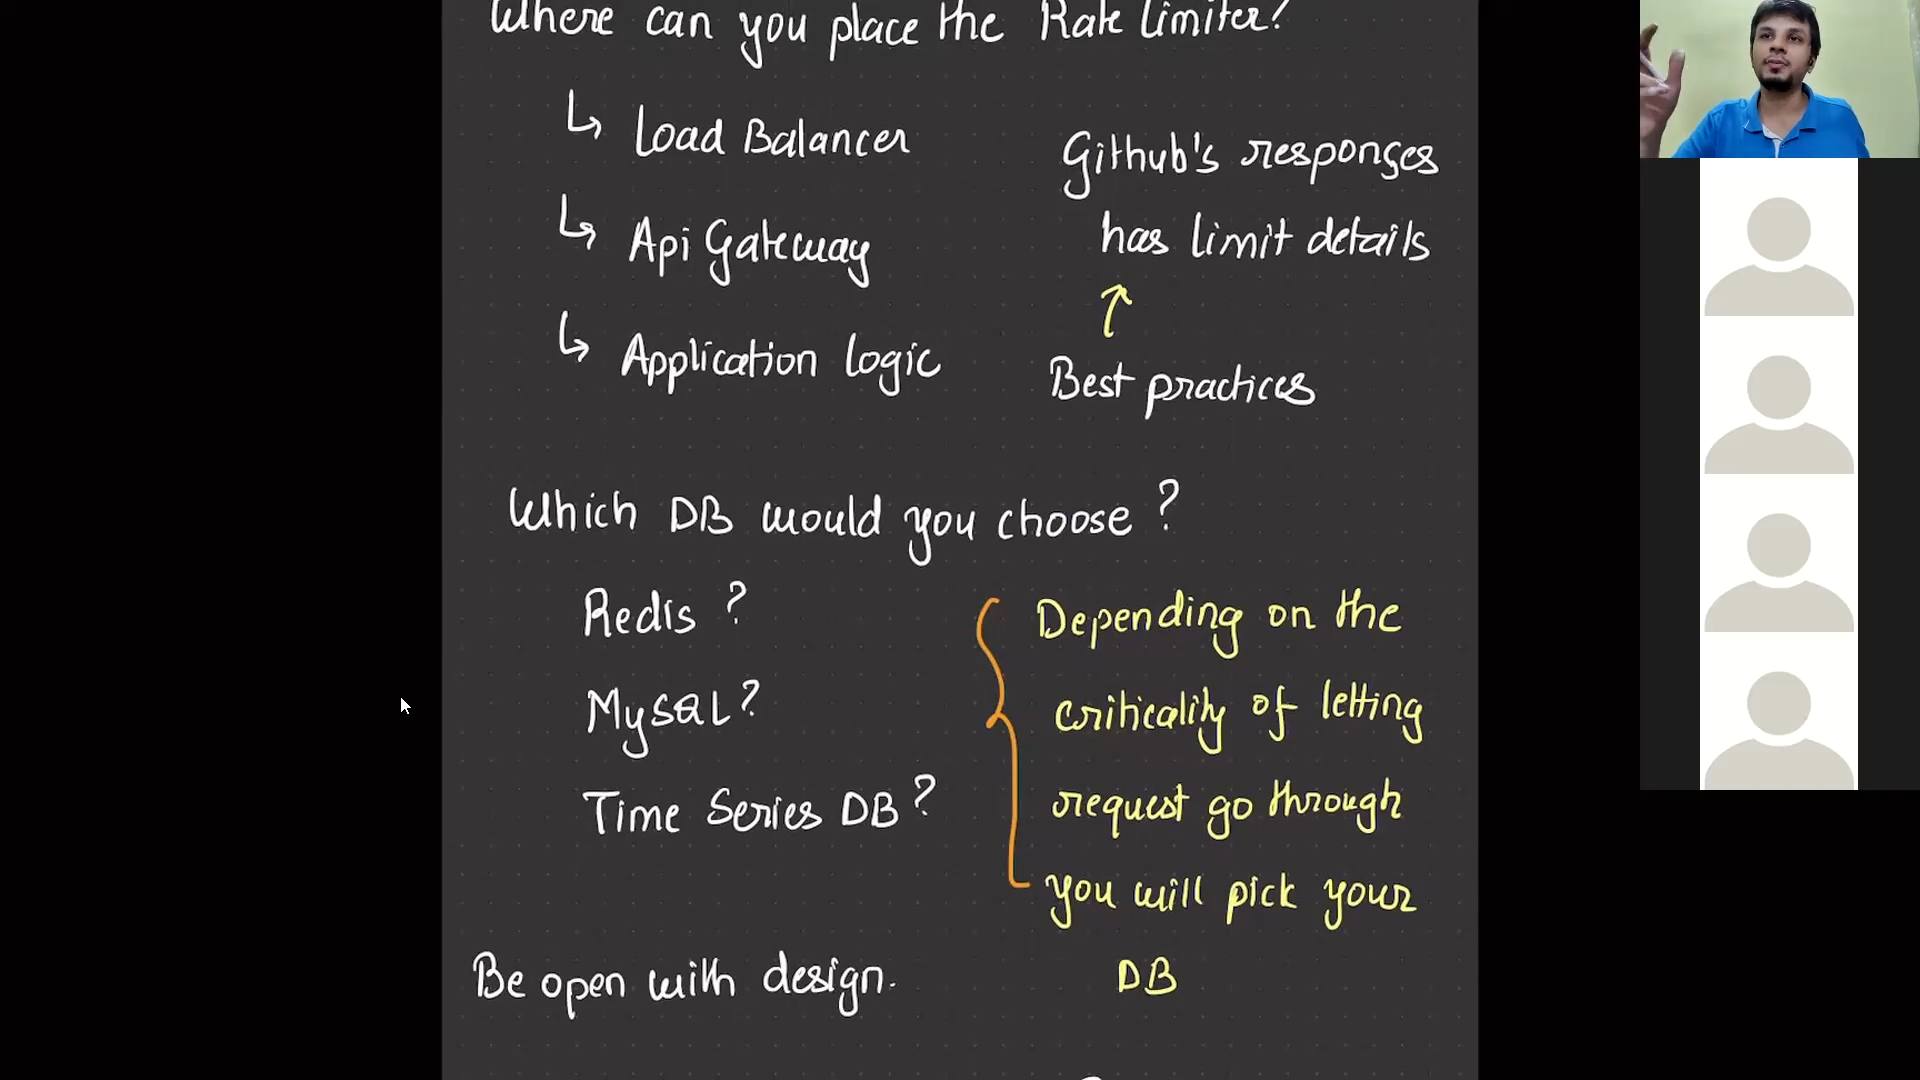 Where can you place the Rate Limiter?
↳ Load Balancer
↳ Api Gateway
↳ Application Logic
Github's responses
has limit details
↑
Best practices
Which DB would you choose ?
Redis ?
MySQL ?
Time Series DB ?
Depending on the
criticality of letting
request go through
you will pick your
DB
Be open with design.